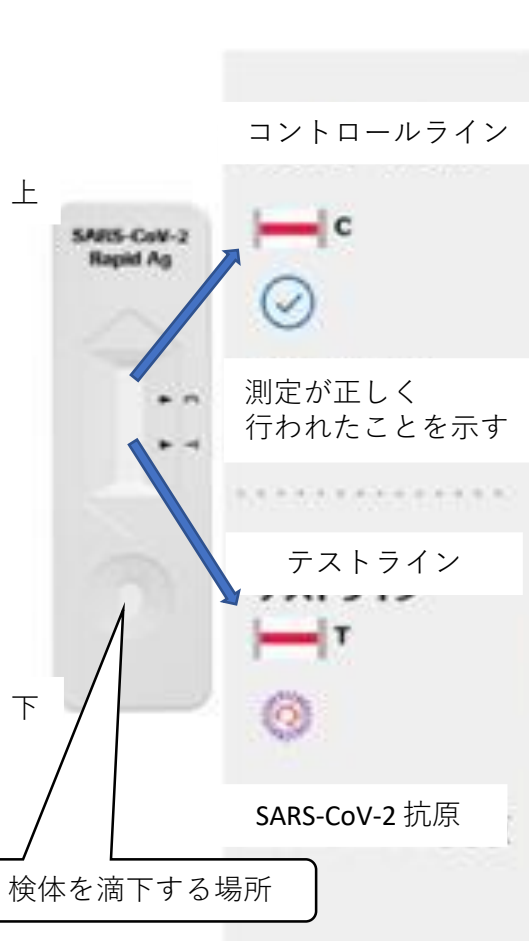 コントロールライン
上
SARS-CoV-2
Rapid Ag
C
測定が正しく
行われたことを示す
C
T
テストライン
T
下
SARS-CoV-2 抗原
検体を滴下する場所